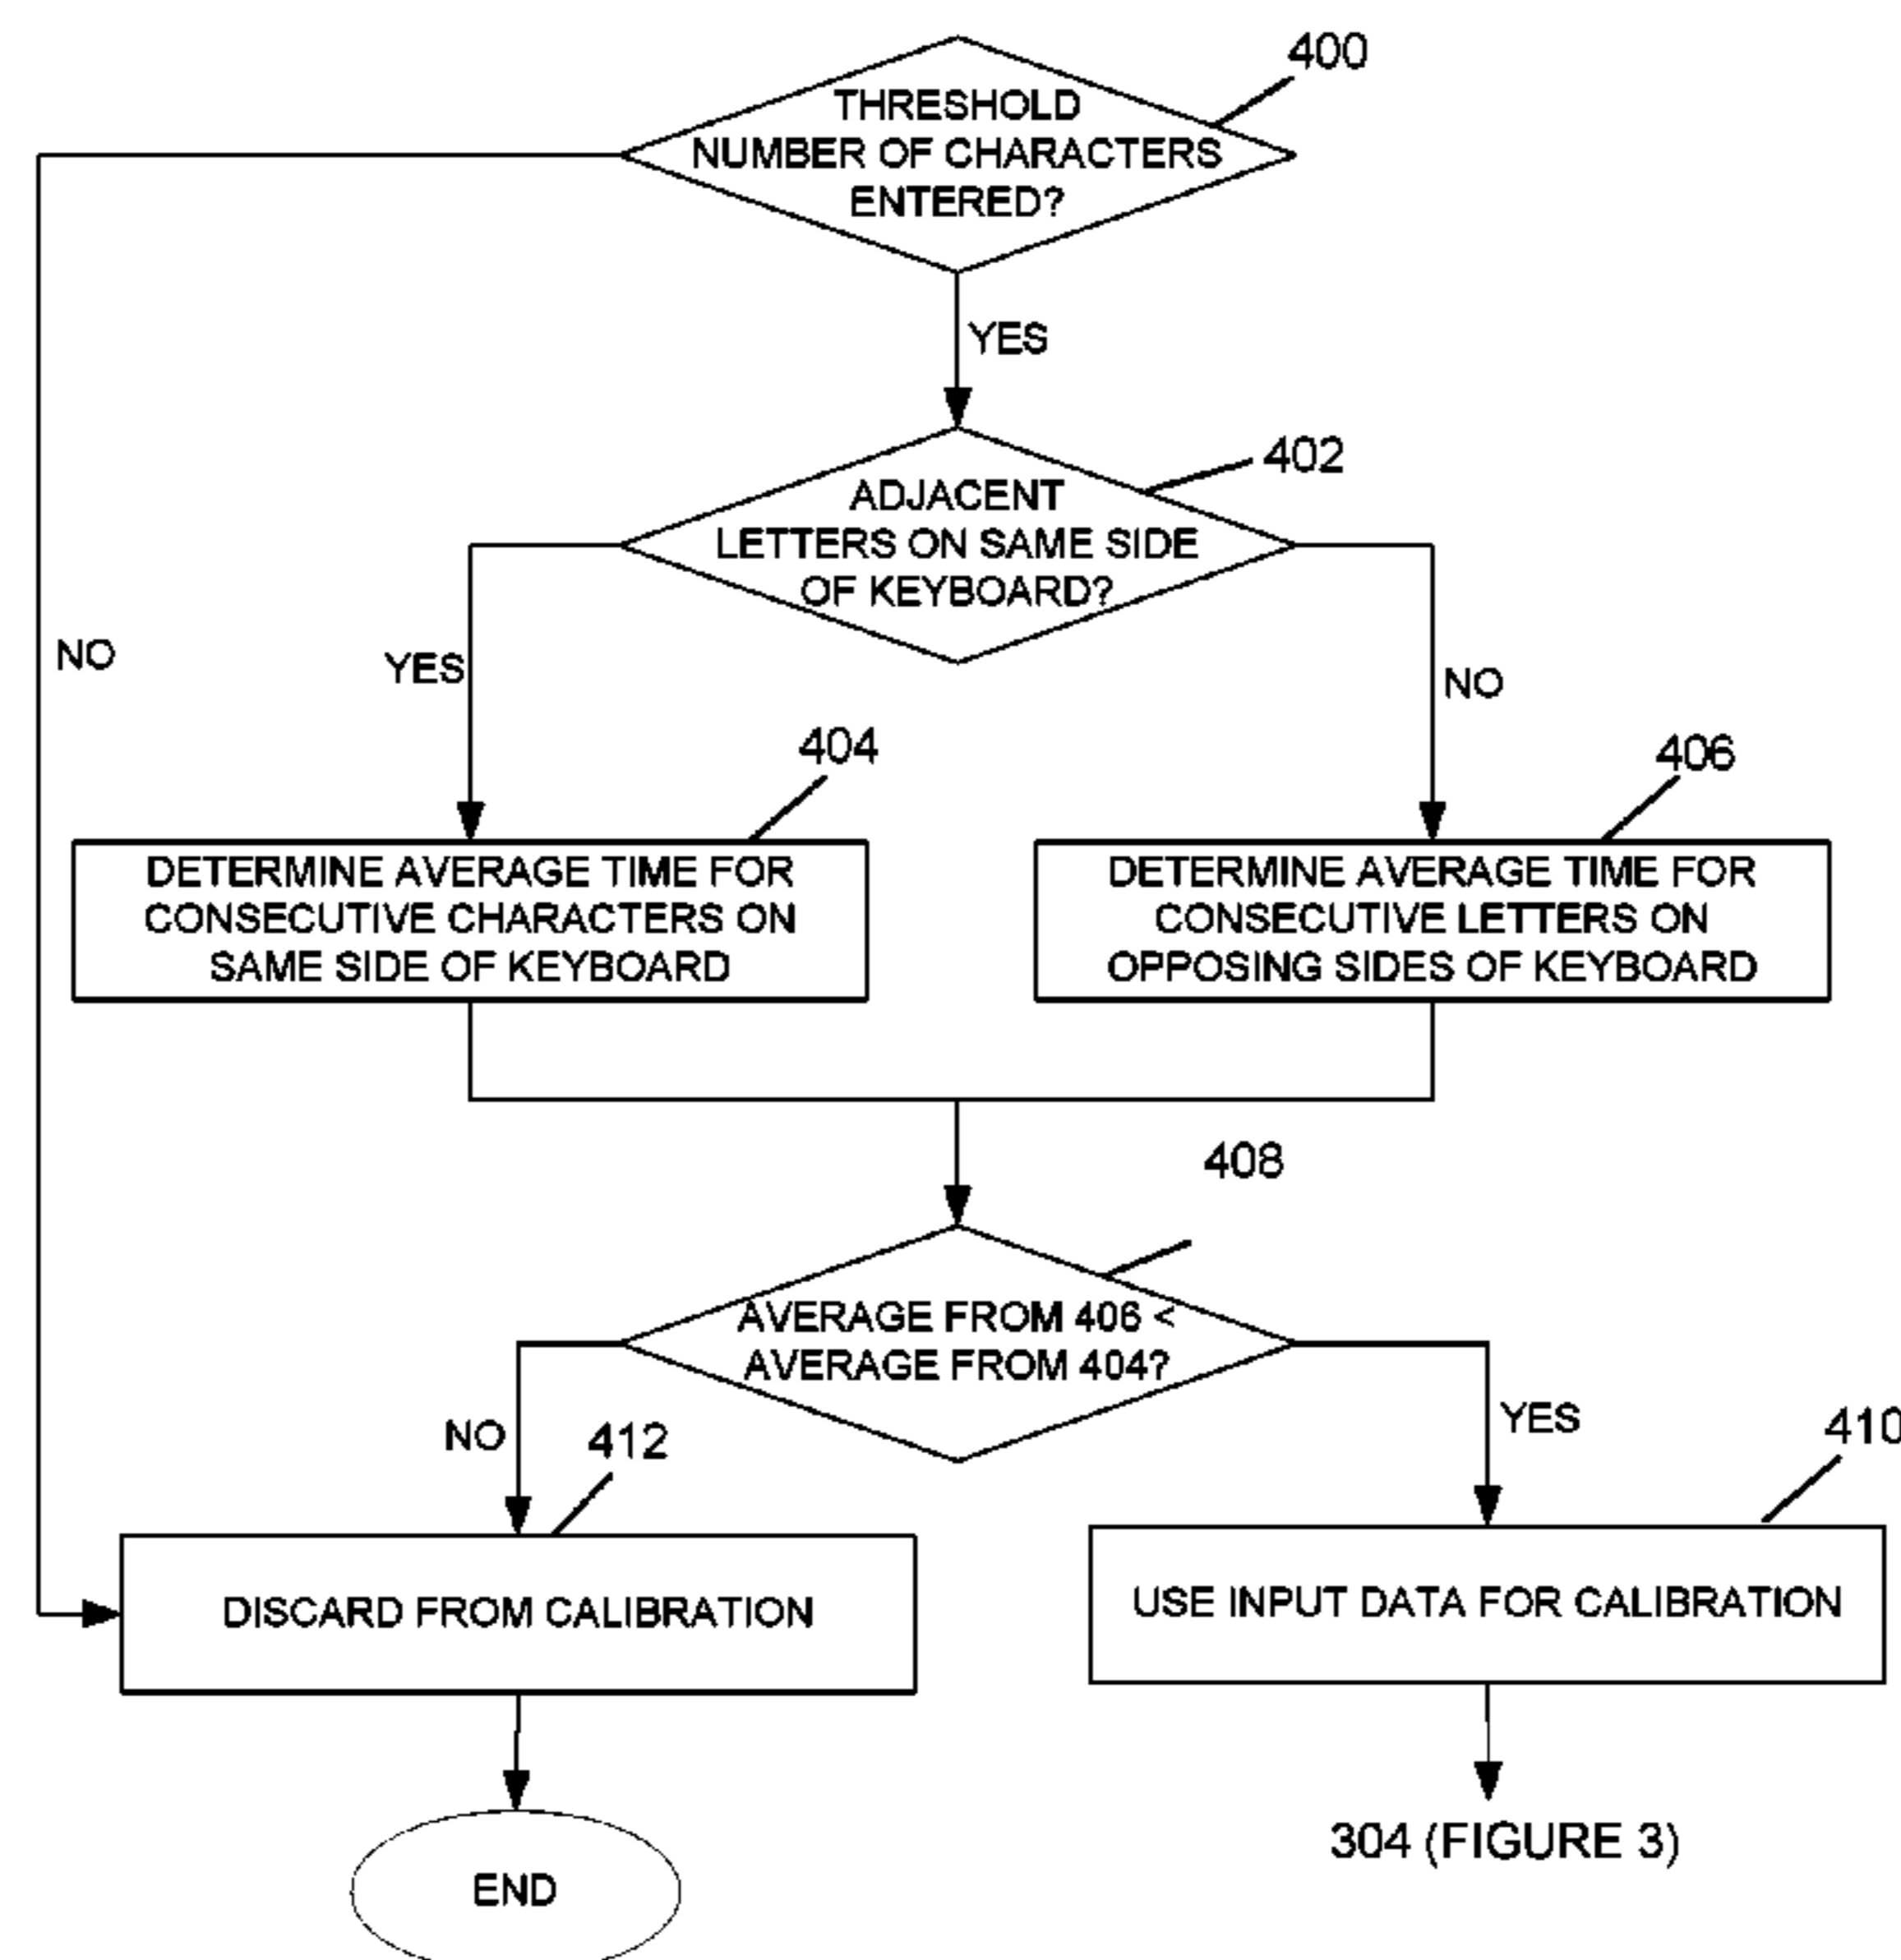 400
THRESHOLD
NUMBER OF CHARACTERS
ENTERED?
YES
402
ADJACENT
LETTERS ON SAME SIDE
OF KEYBOARD?
NO
YES
NO
404
406
DETERMINE AVERAGE TIME FOR
CONSECUTIVE CHARACTERS ON
SAME SIDE OF KEYBOARD
DETERMINE AVERAGE TIME FOR
CONSECUTIVE LETTERS ON
OPPOSING SIDES OF KEYBOARD
408
AVERAGE FROM 406 <
AVERAGE FROM 404?
NO
412
YES
410
DISCARD FROM CALIBRATION
USE INPUT DATA FOR CALIBRATION
304 (FIGURE 3)
END